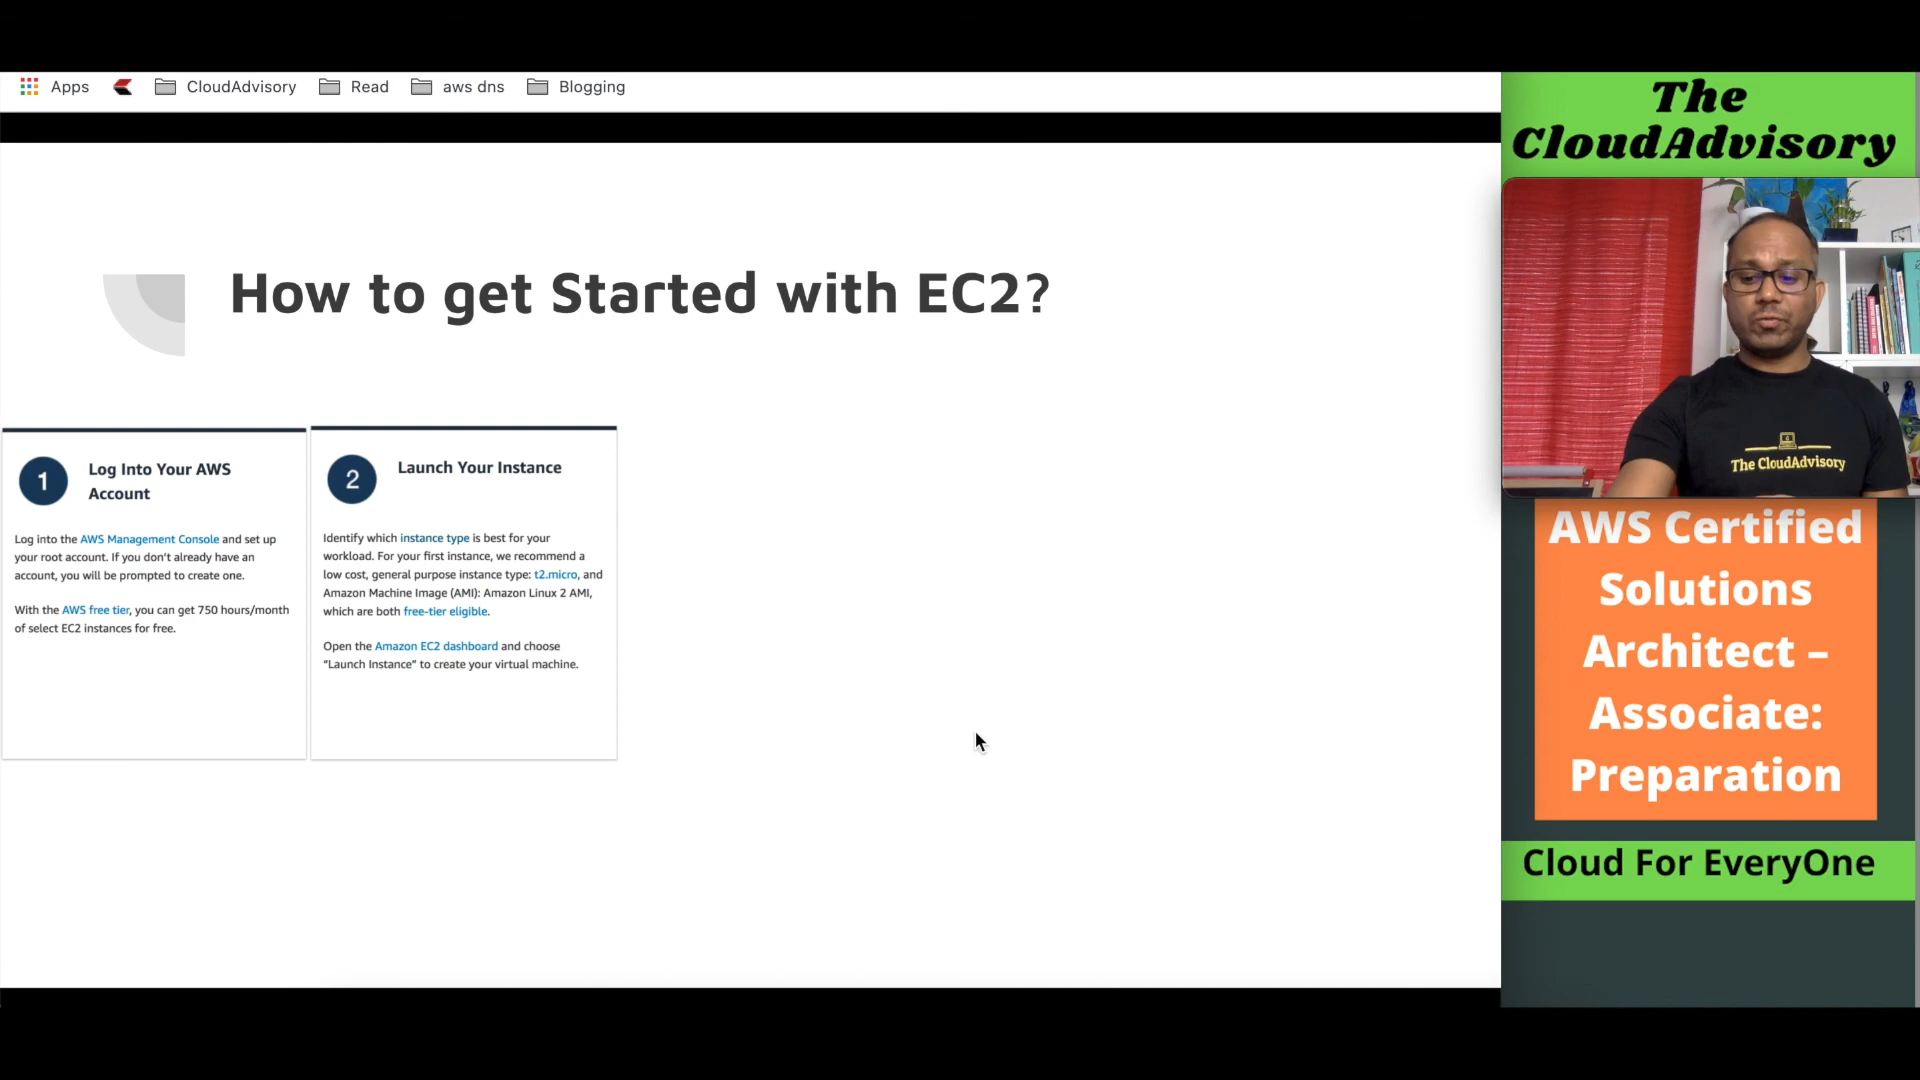 Apps
CloudAdvisory
Read
aws dns
Blogging
How to get Started with EC2?
1
Log Into Your AWS
Account
Log into the AWS Management Console and set up
your root account. If you don't already have an
account, you will be prompted to create one.
With the AWS free tier, you can get 750 hours/month
of select EC2 instances for free.
2
Launch Your Instance
Identify which instance type is best for your
workload. For your first instance, we recommend a
low cost, general purpose instance type: t2.micro, and
Amazon Machine Image (AMI): Amazon Linux 2 AMI,
which are both free-tier eligible.
Open the Amazon EC2 dashboard and choose
“Launch Instance” to create your virtual machine.
The
CloudAdvisory
The CloudAdvisory
AWS Certified
Solutions
Architect –
Associate:
Preparation
Cloud For EveryOne